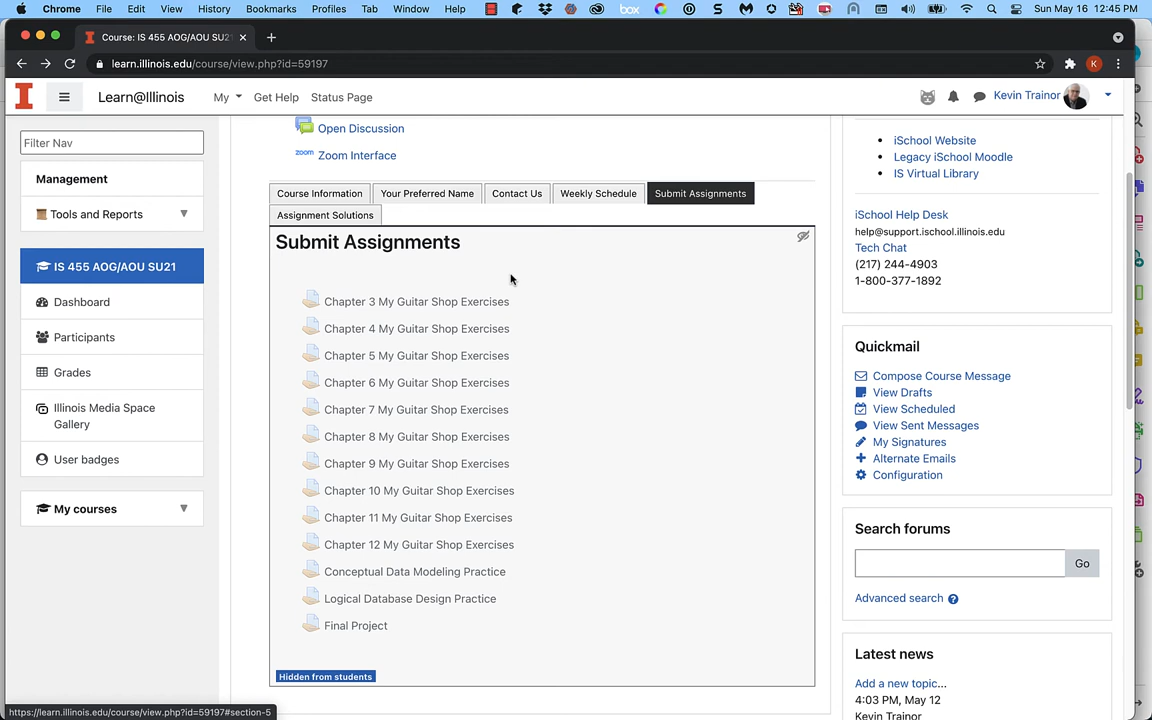 Chrome File Edit View History Bookmarks Profiles Tab Window Help box Sun May 16 12:45 PM
Course: IS 455 AOG/AOU SU21
learn.illinois.edu/course/view.php?id=59197
K
Learn@Illinois My Get Help Status Page Kevin Trainor
Filter Nav
Management
Tools and Reports
IS 455 AOG/AOU SU21
Dashboard
Participants
Grades
Illinois Media Space
Gallery
User badges
My courses
Open Discussion
zoom Zoom Interface
Course Information Your Preferred Name Contact Us Weekly Schedule Submit Assignments
Assignment Solutions
Submit Assignments
Chapter 3 My Guitar Shop Exercises
Chapter 4 My Guitar Shop Exercises
Chapter 5 My Guitar Shop Exercises
Chapter 6 My Guitar Shop Exercises
Chapter 7 My Guitar Shop Exercises
Chapter 8 My Guitar Shop Exercises
Chapter 9 My Guitar Shop Exercises
Chapter 10 My Guitar Shop Exercises
Chapter 11 My Guitar Shop Exercises
Chapter 12 My Guitar Shop Exercises
Conceptual Data Modeling Practice
Logical Database Design Practice
Final Project
Hidden from students
iSchool Website
Legacy iSchool Moodle
IS Virtual Library
iSchool Help Desk
help@support.ischool.illinois.edu
Tech Chat
(217) 244-4903
1-800-377-1892
Quickmail
Compose Course Message
View Drafts
View Scheduled
View Sent Messages
My Signatures
Alternate Emails
Configuration
Search forums
Go
Advanced search
Latest news
Add a new topic...
4:03 PM, May 12
Kevin Trainor
https://learn.illinois.edu/course/view.php?id=59197#section-5